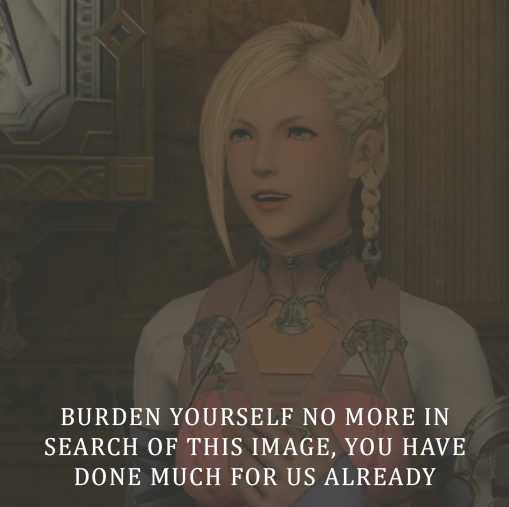 BURDEN YOURSELF NO MORE IN
SEARCH OF THIS IMAGE, YOU HAVE
DONE MUCH FOR US ALREADY